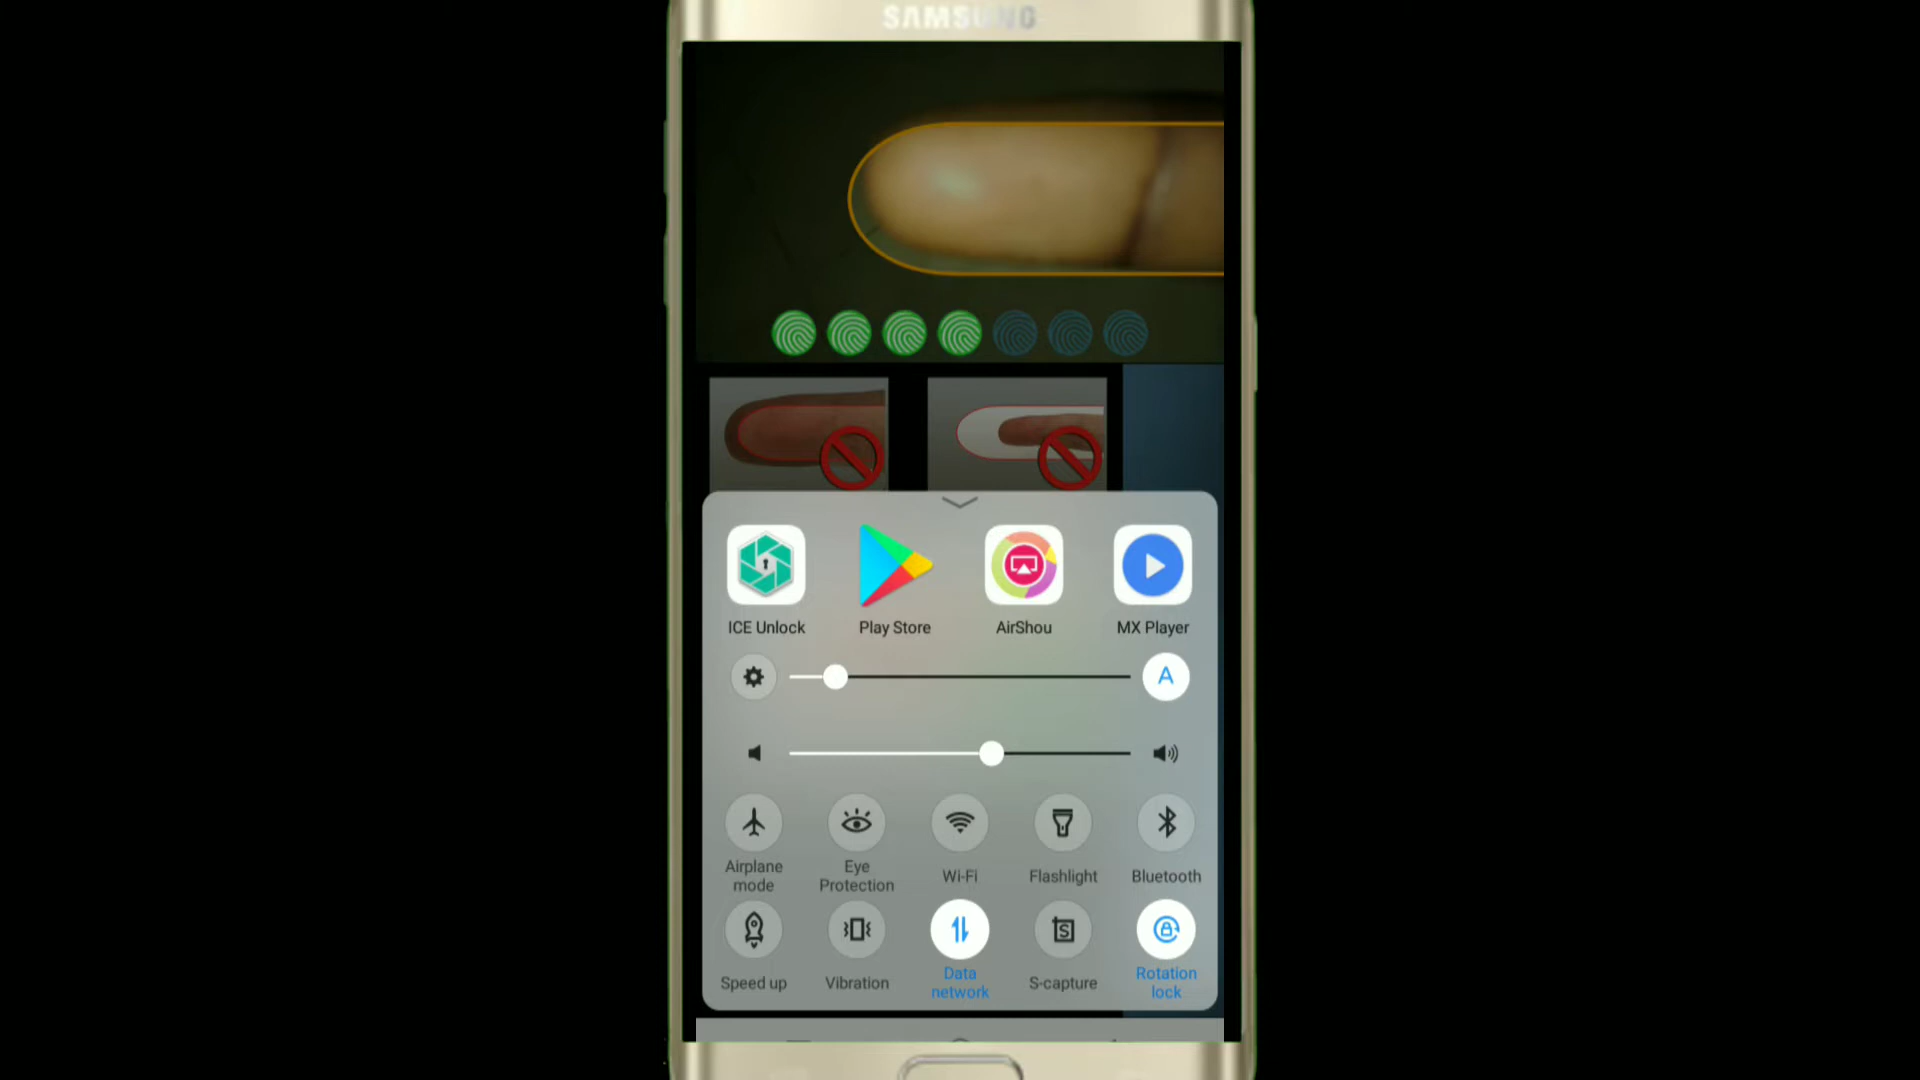 SAMSUNG
ICE Unlock
Play Store
AirShou
MX Player
A
Airplane
mode
Eye
Protection
Wi-Fi
Flashlight
Bluetooth
Speed up
Vibration
Data
network
S
S-capture
Rotation
lock